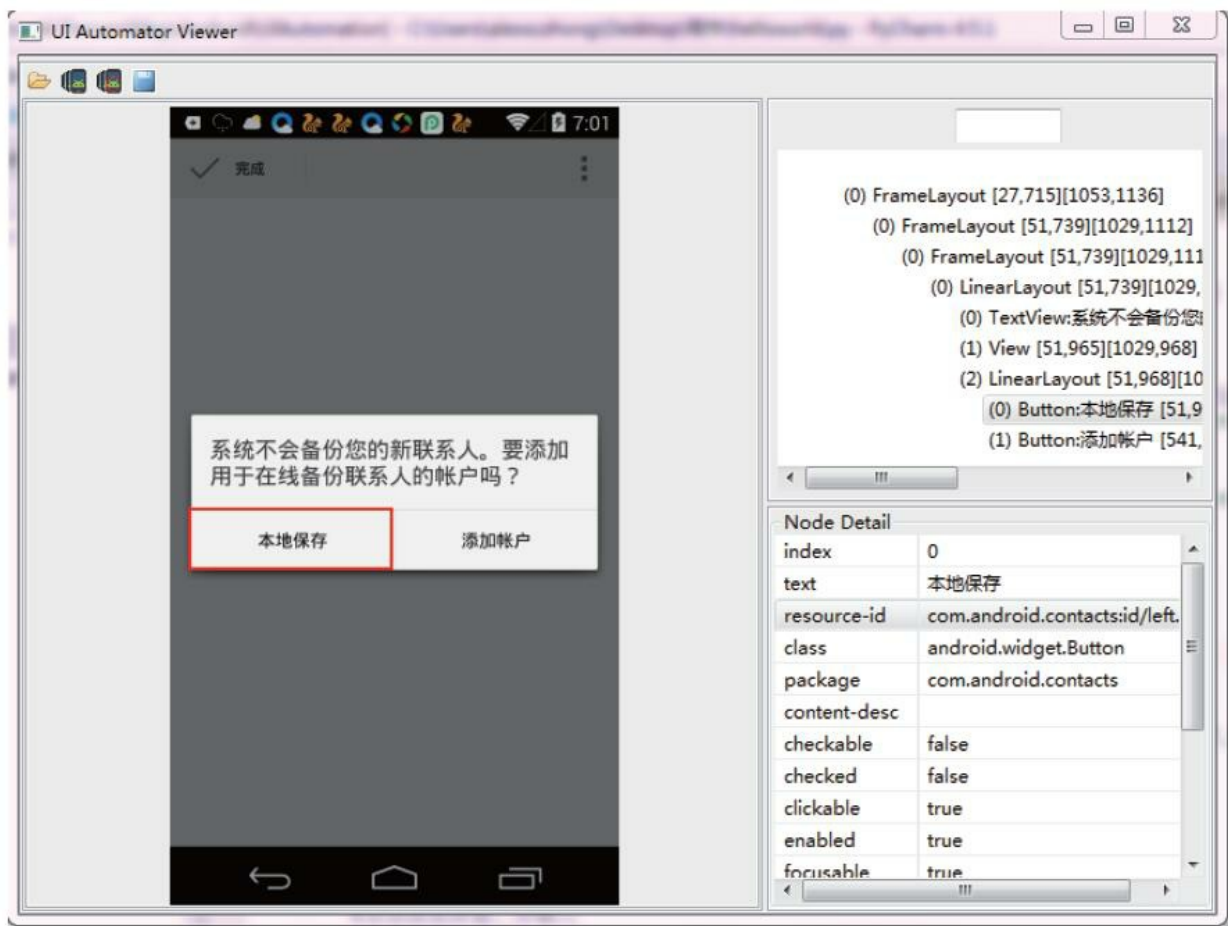 UI Automator Viewer
7:01
完成
系统不会备份您的新联系人。要添加
用于在线备份联系人的帐户吗？
本地保存 添加帐户
(0) FrameLayout [27,715][1053,1136]
(0) FrameLayout [51,739][1029,1112]
(0) FrameLayout [51,739][1029,111
(0) LinearLayout [51,739][1029,
(0) TextView:系统不会备份您
(1) View [51,965][1029,968]
(2) LinearLayout [51,968][10
(0) Button:本地保存 [51,9
(1) Button:添加帐户 [541,
Node Detail
index 0
text 本地保存
resource-id com.android.contacts:id/left.
class android.widget.Button
package com.android.contacts
content-desc
checkable false
checked false
clickable true
enabled true
focusable true